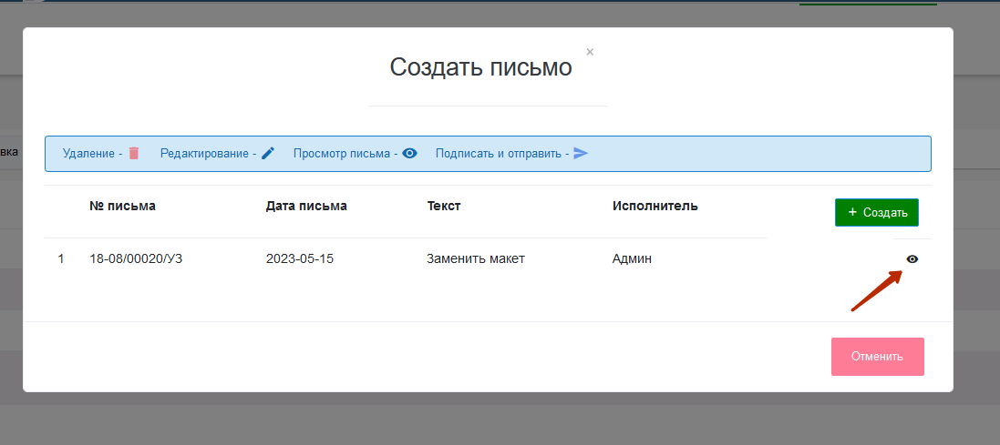 Создать письмо ×
Удаление - Редактирование - Просмотр письма - Подписать и отправить -
вка
№ письма Дата письма Текст Исполнитель + Создать
1 18-08/00020/УЗ 2023-05-15 Заменить макет Админ
Отменить